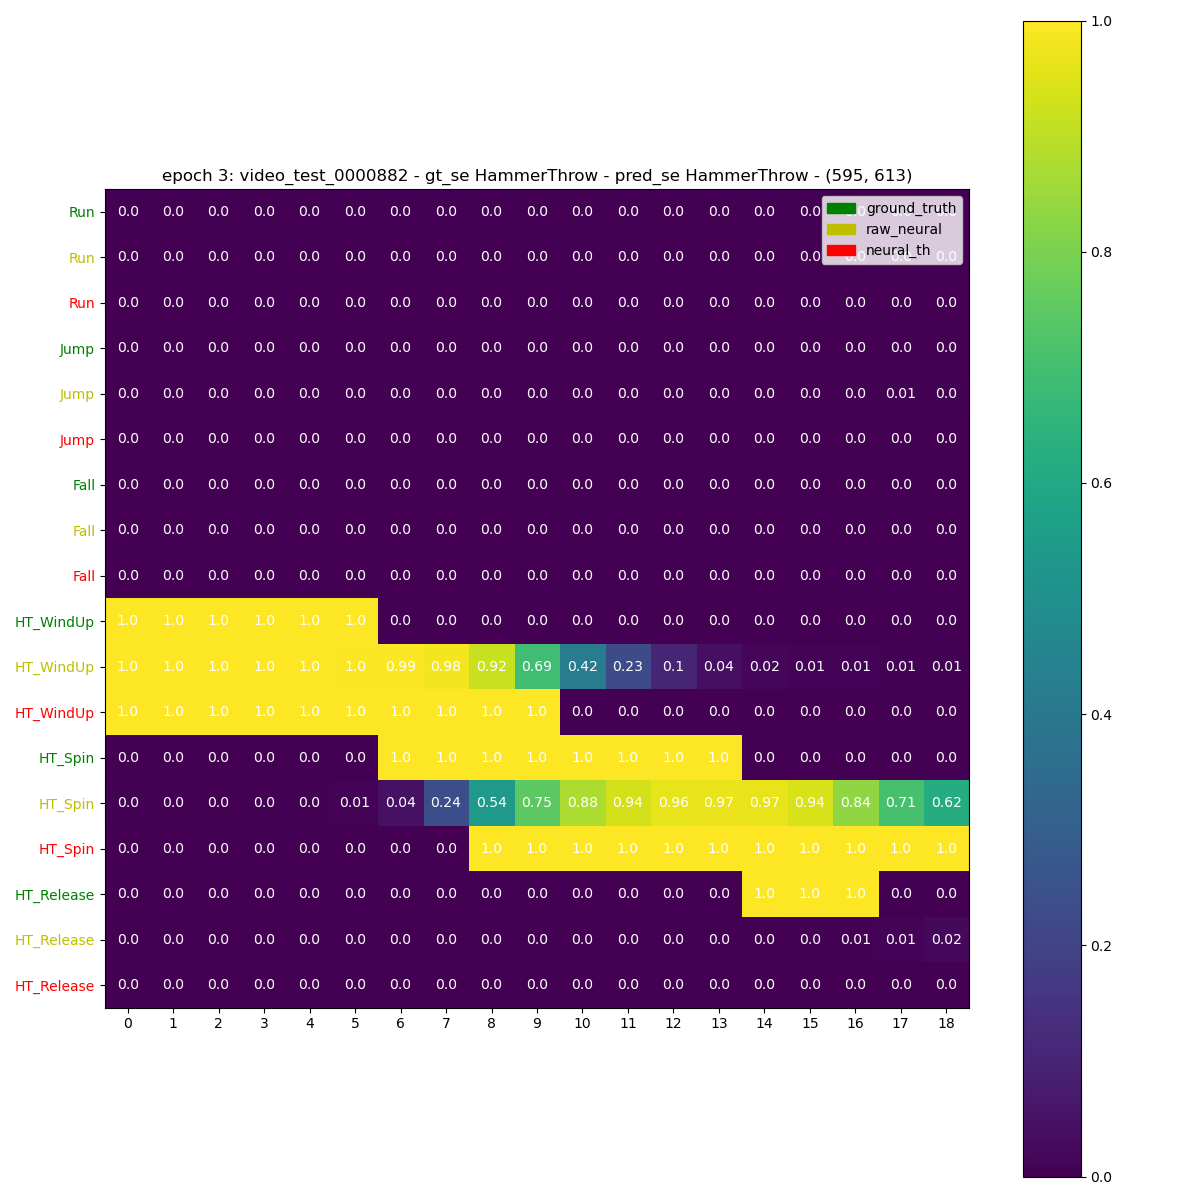 epoch 3: video_test_0000882 - gt_se HammerThrow - pred_se HammerThrow - (595, 613)
ground_truth
raw_neural
neural_th
Run 0.0 0.0 0.0 0.0 0.0 0.0 0.0 0.0 0.0 0.0 0.0 0.0 0.0 0.0 0.0 0.0
Run 0.0 0.0 0.0 0.0 0.0 0.0 0.0 0.0 0.0 0.0 0.0 0.0 0.0 0.0 0.0 0.0
Run 0.0 0.0 0.0 0.0 0.0 0.0 0.0 0.0 0.0 0.0 0.0 0.0 0.0 0.0 0.0 0.0 0.0 0.0 0.0
Jump 0.0 0.0 0.0 0.0 0.0 0.0 0.0 0.0 0.0 0.0 0.0 0.0 0.0 0.0 0.0 0.0 0.0 0.0 0.0
Jump 0.0 0.0 0.0 0.0 0.0 0.0 0.0 0.0 0.0 0.0 0.0 0.0 0.0 0.0 0.0 0.0 0.0 0.01 0.0
Jump 0.0 0.0 0.0 0.0 0.0 0.0 0.0 0.0 0.0 0.0 0.0 0.0 0.0 0.0 0.0 0.0 0.0 0.0 0.0
Fall 0.0 0.0 0.0 0.0 0.0 0.0 0.0 0.0 0.0 0.0 0.0 0.0 0.0 0.0 0.0 0.0 0.0 0.0 0.0
Fall 0.0 0.0 0.0 0.0 0.0 0.0 0.0 0.0 0.0 0.0 0.0 0.0 0.0 0.0 0.0 0.0 0.0 0.0 0.0
Fall 0.0 0.0 0.0 0.0 0.0 0.0 0.0 0.0 0.0 0.0 0.0 0.0 0.0 0.0 0.0 0.0 0.0 0.0 0.0
HT_WindUp 1.0 1.0 1.0 1.0 1.0 1.0 0.0 0.0 0.0 0.0 0.0 0.0 0.0 0.0 0.0 0.0 0.0 0.0 0.0
HT_WindUp 1.0 1.0 1.0 1.0 1.0 1.0 0.99 0.98 0.92 0.69 0.42 0.23 0.1 0.04 0.02 0.01 0.01 0.01 0.01
HT_WindUp 1.0 1.0 1.0 1.0 1.0 1.0 1.0 1.0 1.0 1.0 0.0 0.0 0.0 0.0 0.0 0.0 0.0 0.0 0.0
HT_Spin 0.0 0.0 0.0 0.0 0.0 0.0 1.0 1.0 1.0 1.0 1.0 1.0 1.0 1.0 0.0 0.0 0.0 0.0 0.0
HT_Spin 0.0 0.0 0.0 0.0 0.0 0.01 0.04 0.24 0.54 0.75 0.88 0.94 0.96 0.97 0.97 0.94 0.84 0.71 0.62
HT_Spin 0.0 0.0 0.0 0.0 0.0 0.0 0.0 0.0 1.0 1.0 1.0 1.0 1.0 1.0 1.0 1.0 1.0 1.0 1.0
HT_Release 0.0 0.0 0.0 0.0 0.0 0.0 0.0 0.0 0.0 0.0 0.0 0.0 0.0 0.0 1.0 1.0 1.0 0.0 0.0
HT_Release 0.0 0.0 0.0 0.0 0.0 0.0 0.0 0.0 0.0 0.0 0.0 0.0 0.0 0.0 0.0 0.0 0.01 0.01 0.02
HT_Release 0.0 0.0 0.0 0.0 0.0 0.0 0.0 0.0 0.0 0.0 0.0 0.0 0.0 0.0 0.0 0.0 0.0 0.0 0.0
0 1 2 3 4 5 6 7 8 9 10 11 12 13 14 15 16 17 18
1.0
0.8
0.6
0.4
0.2
0.0